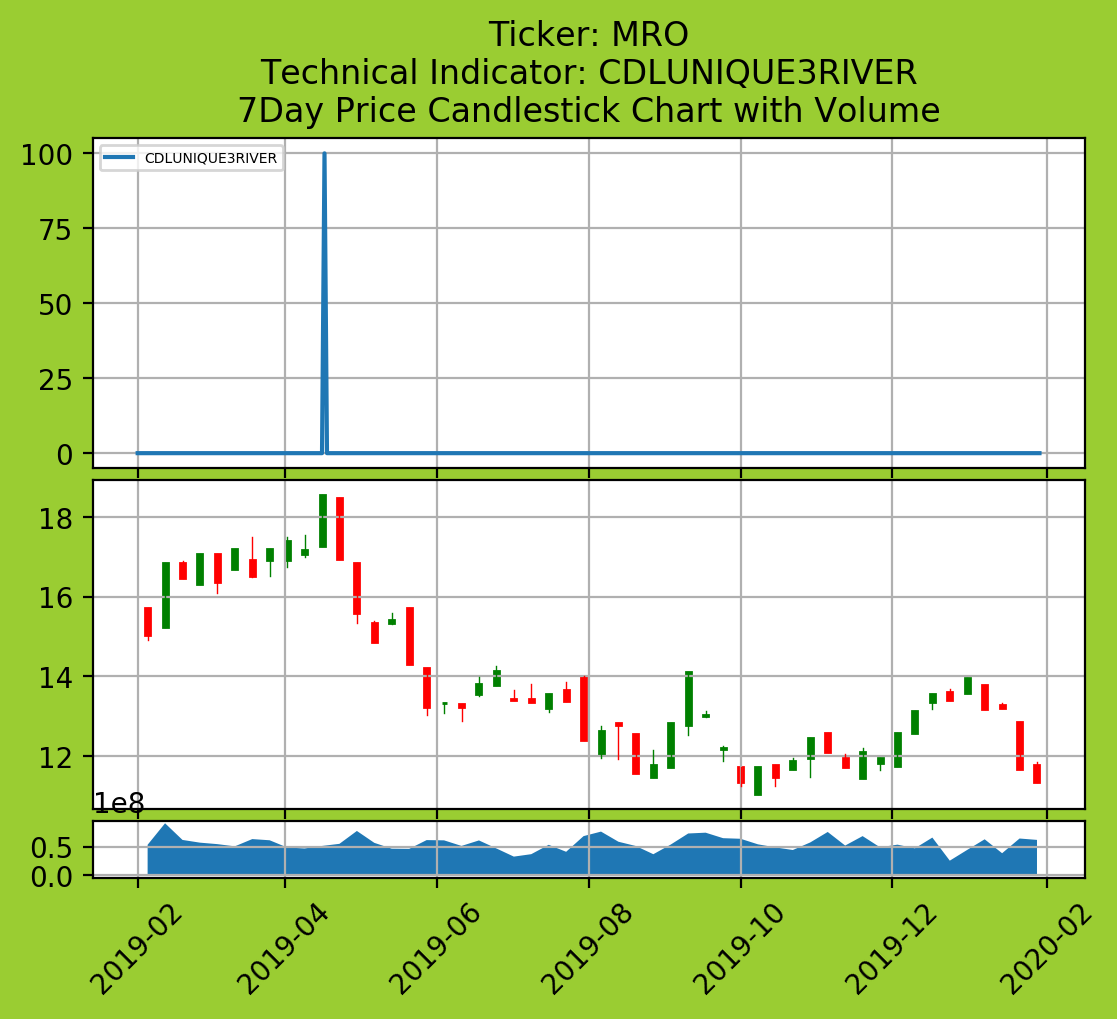 Ticker: MRO
Technical Indicator: CDLUNIQUE3RIVER
7Day Price Candlestick Chart with Volume
100
CDLUNIQUE3RIVER
75
50
25
0
18
16
14
12
1e8
0.5
0.0
2019-02 2019-04 2019-06 2019-08 2019-10 2019-12 2020-02